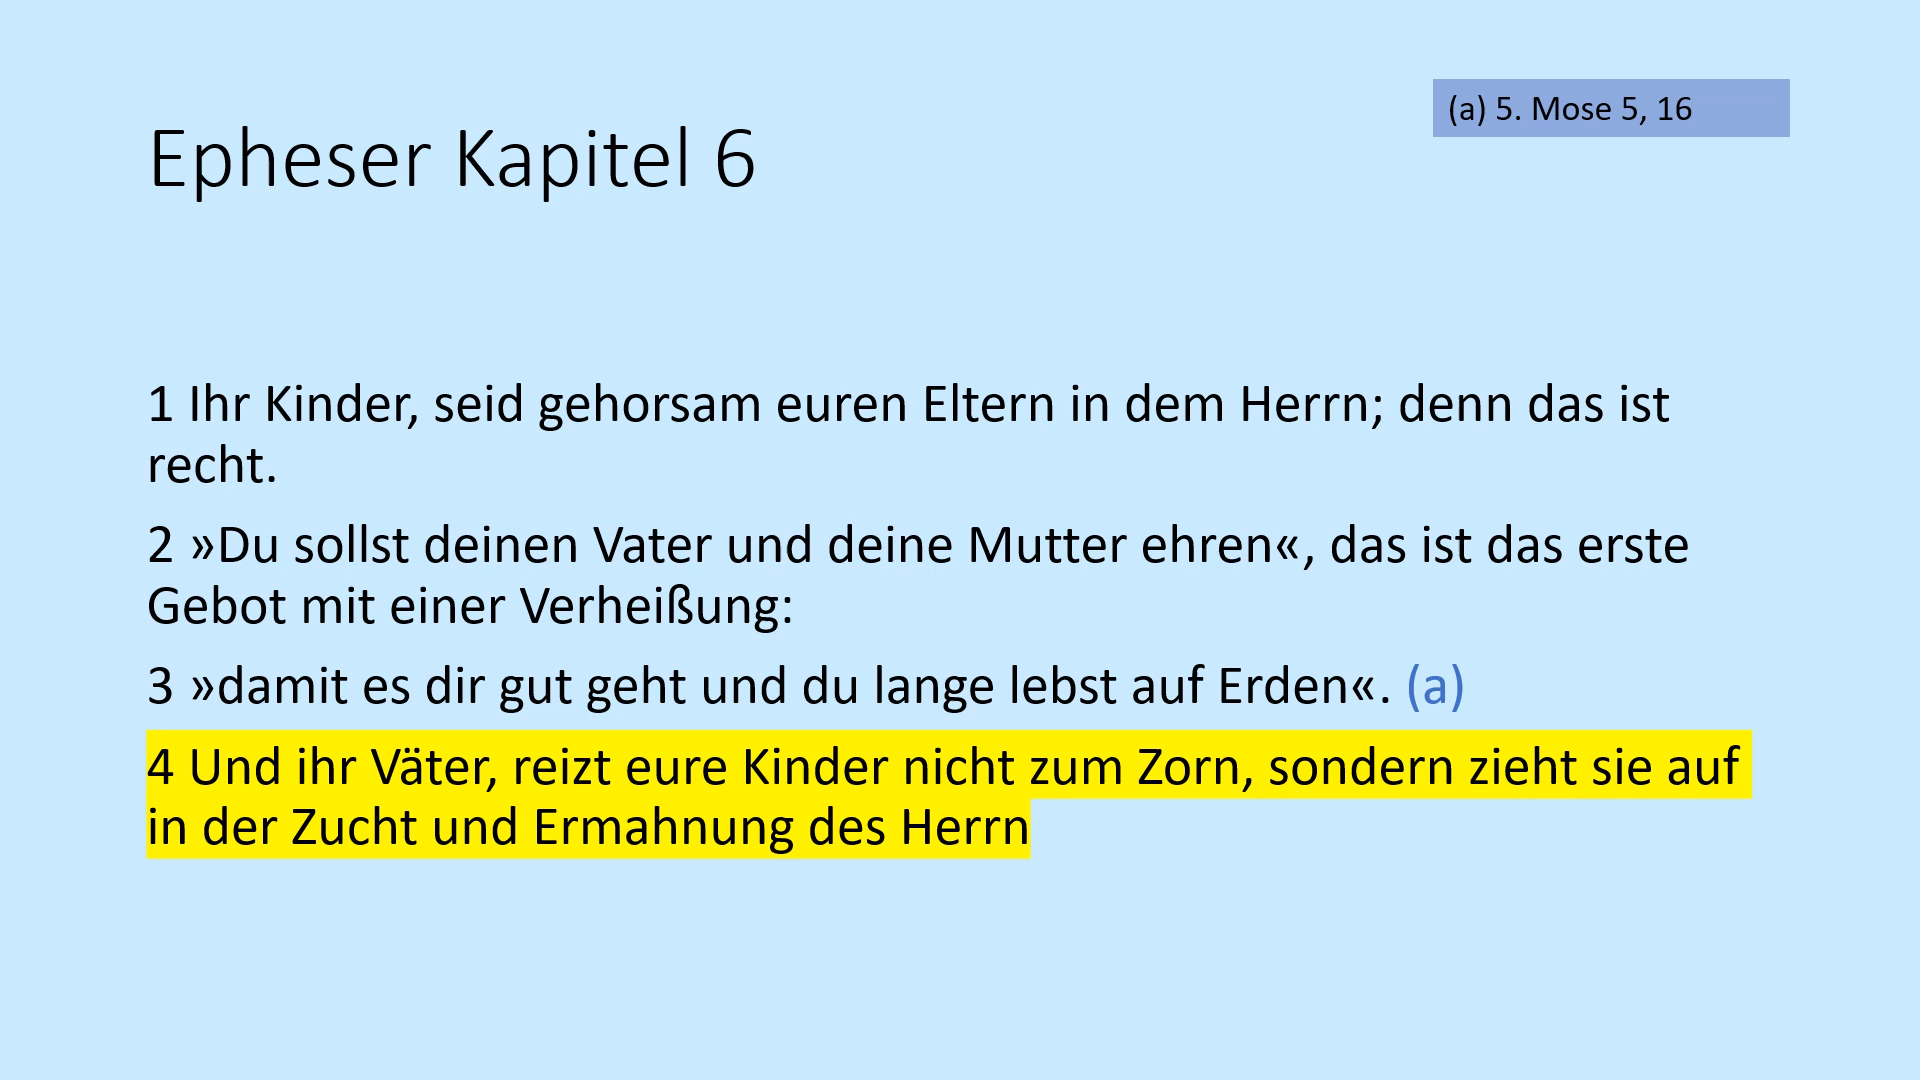 (a) 5. Mose 5, 16
Epheser Kapitel 6
1 Ihr Kinder, seid gehorsam euren Eltern in dem Herrn; denn das ist
recht.
2 »Du sollst deinen Vater und deine Mutter ehren«, das ist das erste
Gebot mit einer Verheißung:
3 »damit es dir gut geht und du lange lebst auf Erden«. (a)
4 Und ihr Väter, reizt eure Kinder nicht zum Zorn, sondern zieht sie auf
in der Zucht und Ermahnung des Herrn